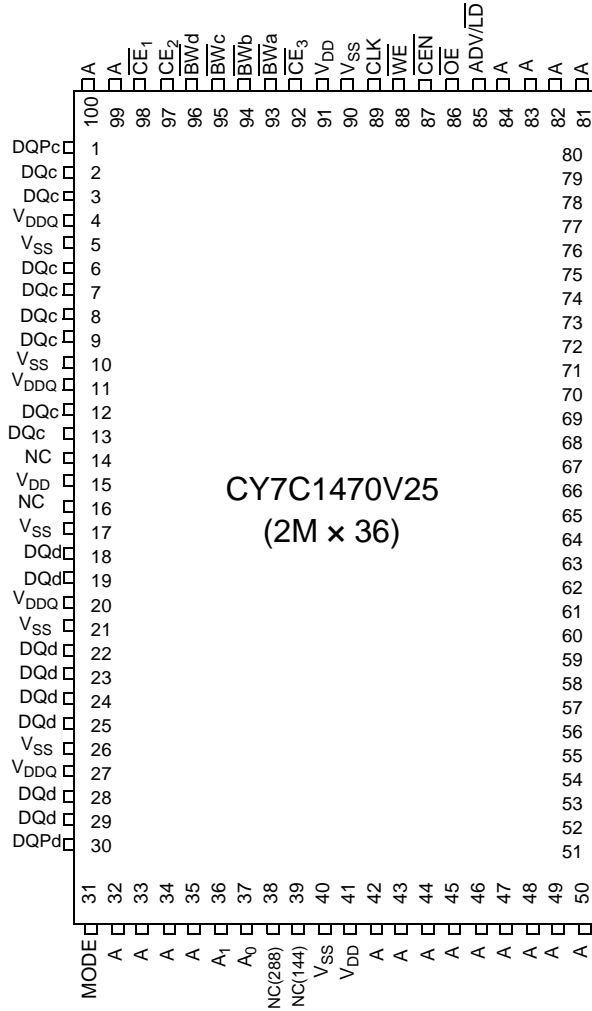 A
A
CE1
CE2
BWd
BWc
BWb
BWa
CE3
VDD
VSS
CLK
WE
CEN
OE
ADV/LD
A
A
A
A
100
99
98
97
96
95
94
93
92
91
90
89
88
87
86
85
84
83
82
81
DQPc 1
DQc 2
DQc 3
VDDQ 4
VSS 5
DQc 6
DQc 7
DQc 8
DQc 9
VSS 10
VDDQ 11
DQc 12
DQc 13
NC 14
VDD 15
NC 16
VSS 17
DQd 18
DQd 19
VDDQ 20
VSS 21
DQd 22
DQd 23
DQd 24
DQd 25
VSS 26
VDDQ 27
DQd 28
DQd 29
DQPd 30
CY7C1470V25
(2M × 36)
80
79
78
77
76
75
74
73
72
71
70
69
68
67
66
65
64
63
62
61
60
59
58
57
56
55
54
53
52
51
31
32
33
34
35
36
37
38
39
40
41
42
43
44
45
46
47
48
49
50
MODE
A
A
A
A
A1
A0
NC(288)
NC(144)
VSS
VDD
A
A
A
A
A
A
A
A
A